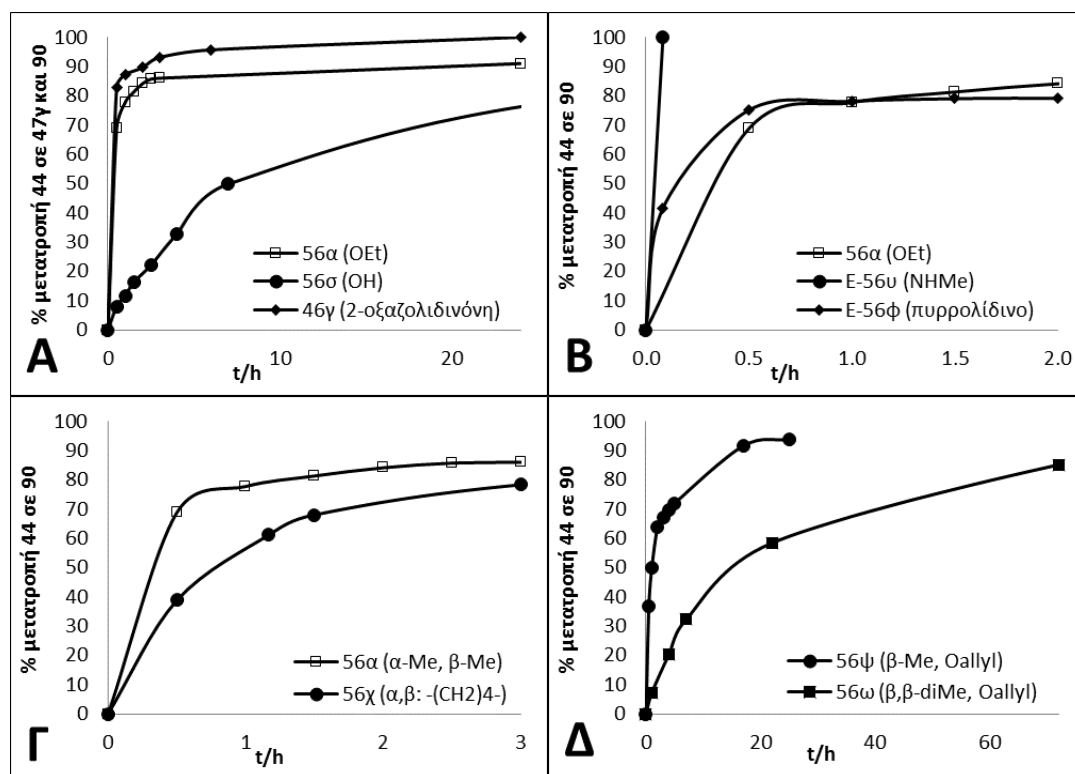 % μετατροπή 44 σε 47γ και 90
100
90
80
70
60
50
40
30
20
10
0
56α (OEt)
56σ (OH)
46γ (2-οξαζολιδινόνη)
0
10
20
t/h
A
% μετατροπή 44 σε 90
100
90
80
70
60
50
40
30
20
10
0
56α (OEt)
E-56υ (NHMe)
E-56φ (πυρρολίδινο)
0.0
0.5
1.0
1.5
2.0
t/h
B
% μετατροπή 44 σε 90
100
90
80
70
60
50
40
30
20
10
0
56α (α-Me, β-Me)
56χ (α,β: -(CH2)4-)
0
1
2
3
t/h
Γ
% μετατροπή 44 σε 90
100
90
80
70
60
50
40
30
20
10
0
56ψ (β-Me, Oallyl)
56ω (β,β-diMe, Oallyl)
0
20
40
60
t/h
Δ